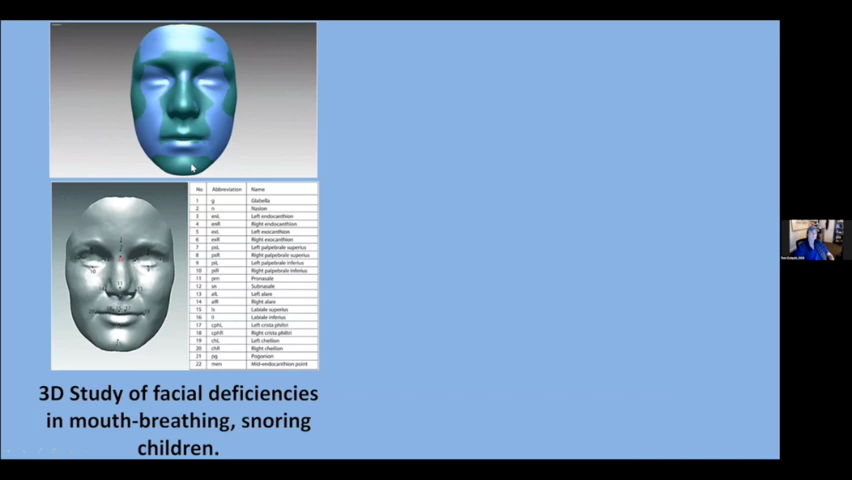 No Abbreviation Name
1 g Glabella
2 n Nasion
3 enL Left endocanthion
4 enR Right endocanthion
5 exL Left exocanthion
6 exR Right exocanthion
7 psL Left palpebrale superius
8 psR Right palpebrale superius
9 piL Left palpebrale inferius
10 piR Right palpebrale inferius
11 prn Pronasale
12 sn Subnasale
13 alL Left alare
14 alR Right alare
15 ls Labiale superius
16 li Labiale inferius
17 cphL Left crista philtri
18 cphR Right crista philtri
19 chL Left cheilion
20 chR Right cheilion
21 pg Pogonion
22 men Mid-endocanthion point
3D Study of facial deficiencies
in mouth-breathing, snoring
children.